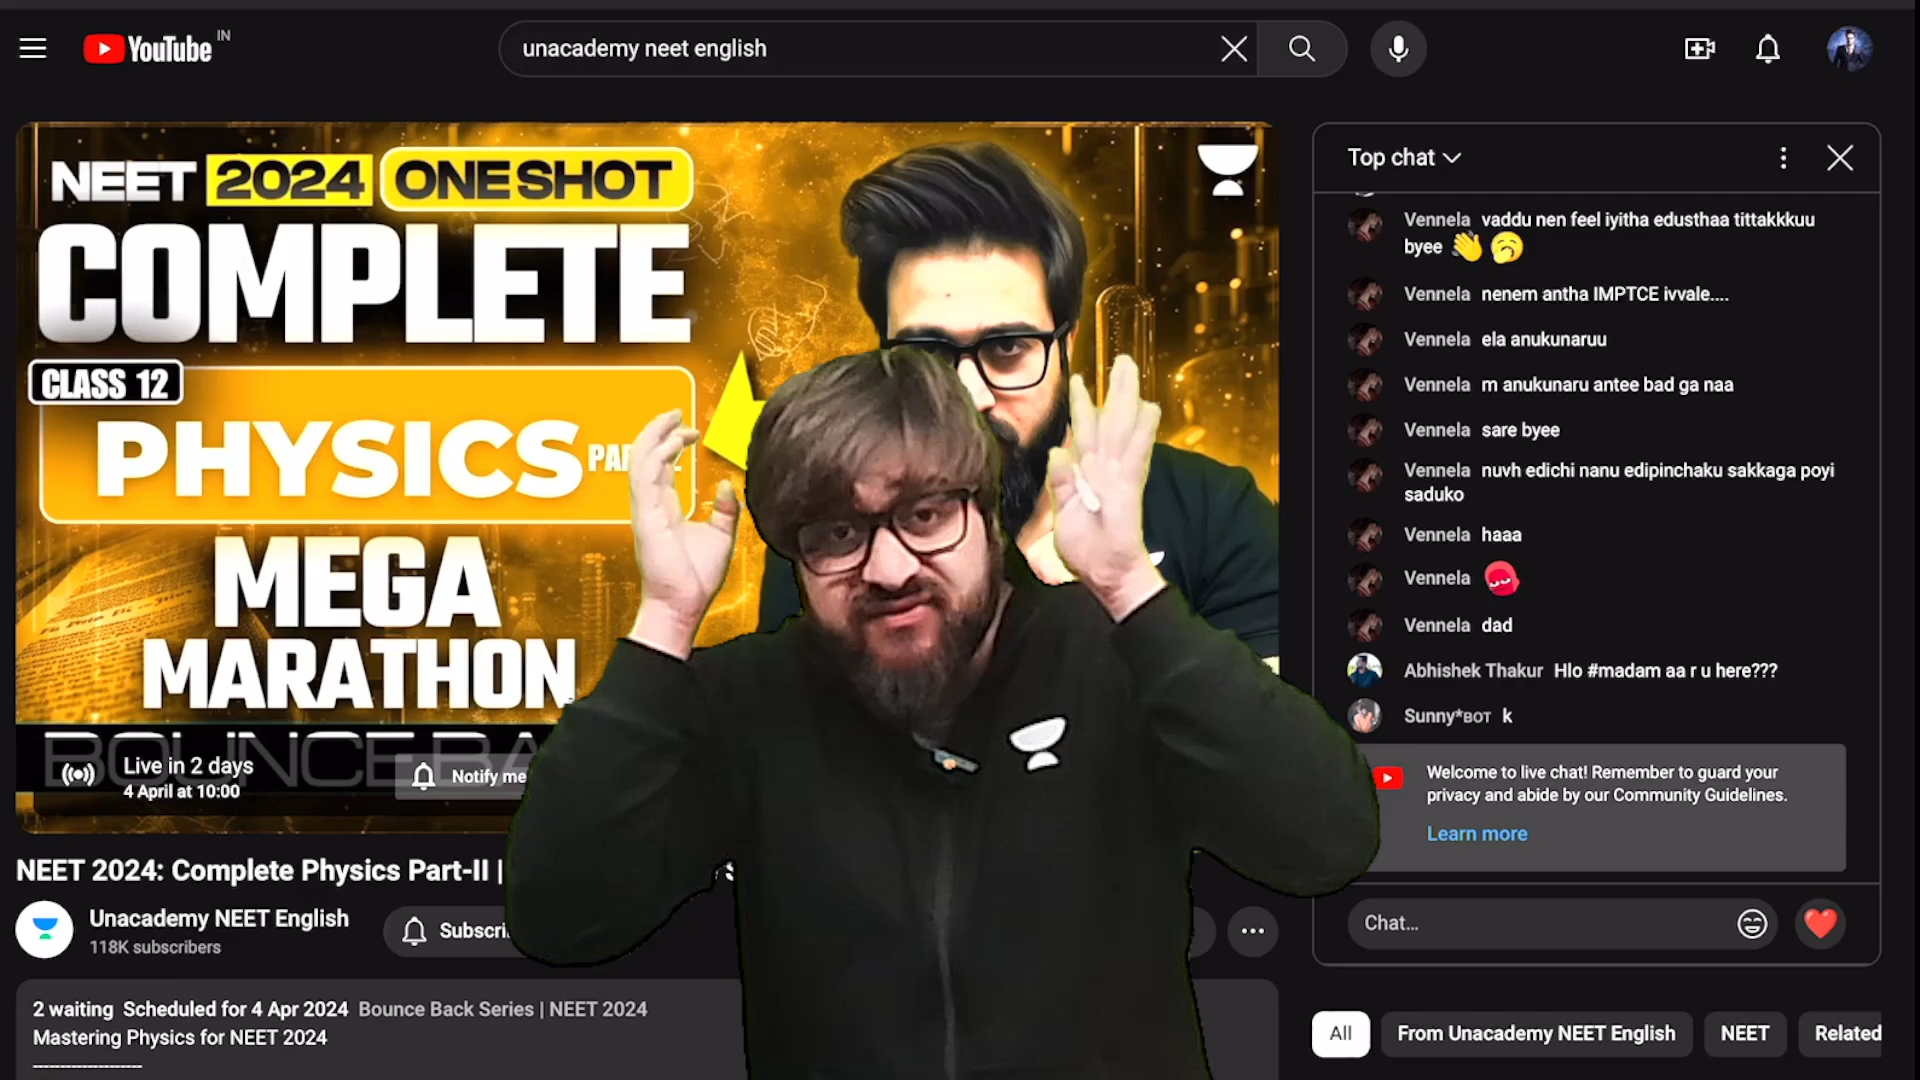 YouTube IN
unacademy neet english
NEET 2024 ONE SHOT
COMPLETE
CLASS 12
PHYSICS
MEGA
MARATHON
BOUNCE BA
Live in 2 days
4 April at 10:00
Notify me
NEET 2024: Complete Physics Part-II |
Unacademy NEET English
118K subscribers
2 waiting Scheduled for 4 Apr 2024 Bounce Back Series | NEET 2024
Mastering Physics for NEET 2024
--------------------
Top chat
Vennela vaddu nen feel iyitha edusthaa tittakkkuu
byee 👋 🥱
Vennela nenem antha IMPTCE ivvale....
Vennela ela anukunaruu
Vennela m anukunaru antee bad ga naa
Vennela sare byee
Vennela nuvh edichi nanu edipinchaku sakkaga poyi
saduko
Vennela haaa
Vennela
Vennela dad
Abhishek Thakur Hlo #madam aa r u here???
Sunny*ʙᴏᴛ k
Welcome to live chat! Remember to guard your
privacy and abide by our Community Guidelines.
Learn more
Chat...
All From Unacademy NEET English NEET Related